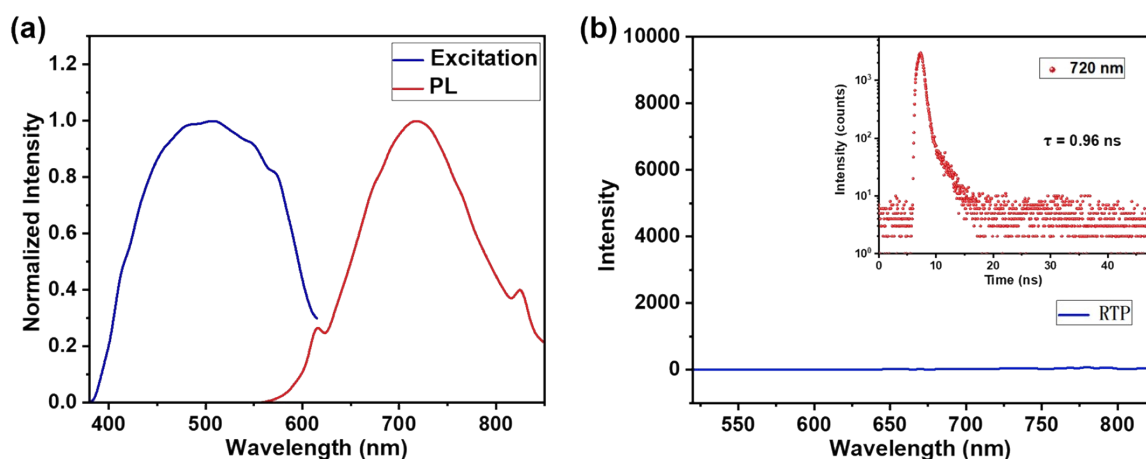 (a)
Excitation
PL
Normalized Intensity
1.2
1.0
0.8
0.6
0.4
0.2
0.0
400
500
600
700
800
Wavelength (nm)
(b)
Intensity
10000
8000
6000
4000
2000
0
550
600
650
700
750
800
Wavelength (nm)
RTP
Intensity (counts)
10³
10²
10¹
10⁰
0
10
20
30
40
Time (ns)
720 nm
τ = 0.96 ns